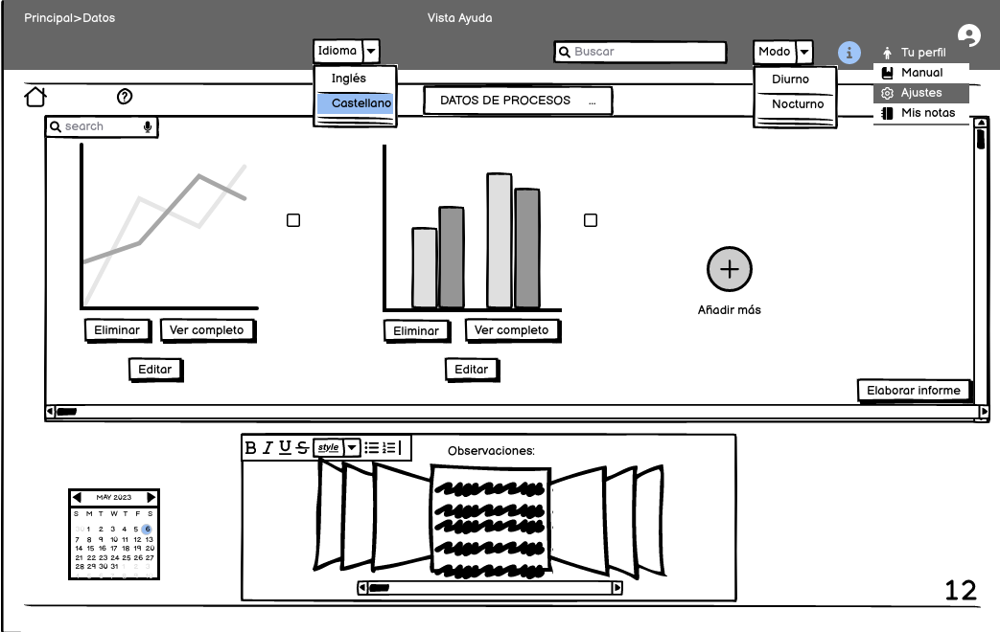 Principal>Datos
Vista Ayuda
Idioma
Buscar
Modo
i
Tu perfil
Inglés
Castellano
Diurno
Nocturno
Manual
Ajustes
Mis notas
?
DATOS DE PROCESOS ...
search
Añadir más
Eliminar
Ver completo
Editar
Eliminar
Ver completo
Editar
Elaborar informe
B I U S style
Observaciones:
MAY 2023
S M T W T F S
30 1 2 3 4 5 6
7 8 9 10 11 12 13
14 15 16 17 18 19 20
21 22 23 24 25 26 27
28 29 30 31 1 2 3
12